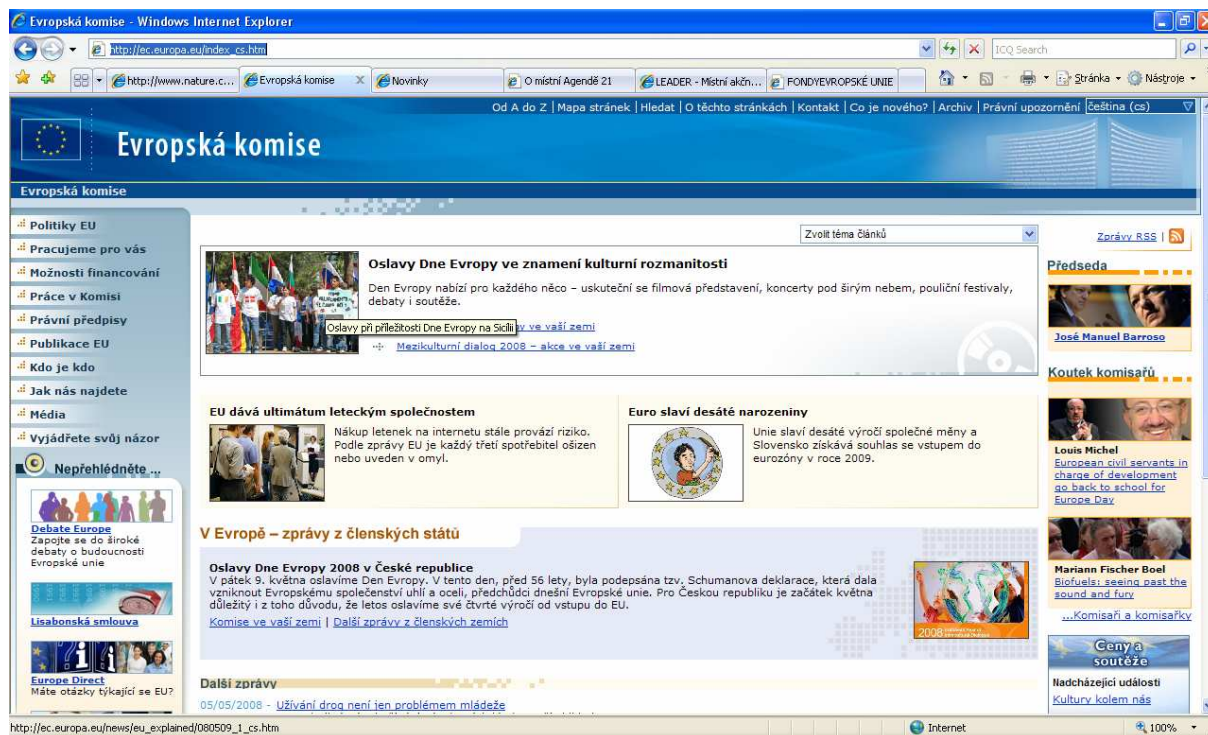 Evropská komise - Windows Internet Explorer
http://ec.europa.eu/index_cs.htm
ICQ Search
http://www.nature.c...
Evropská komise
Novinky
O místní Agendě 21
LEADER - Místní akčn...
FONDYEVROPSKÉ UNIE
Stránka
Nástroje
Od A do Z | Mapa stránek | Hledat | O těchto stránkách | Kontakt | Co je nového? | Archiv | Právní upozornění
čeština (cs)
Evropská komise
Evropská komise
Politiky EU
Pracujeme pro vás
Možnosti financování
Práce v Komisi
Právní předpisy
Publikace EU
Kdo je kdo
Jak nás najdete
Média
Vyjádřete svůj názor
Nepřehlédněte ...
Debate Europe
Zapojte se do široké
debaty o budoucnosti
Evropské unie
Lisabonská smlouva
Europe Direct
Máte otázky týkající se EU?
Zvolit téma článků
Oslavy Dne Evropy ve znamení kulturní rozmanitosti
Den Evropy nabízí pro každého něco – uskuteční se filmová představení, koncerty pod širým nebem, pouliční festivaly,
debaty i soutěže.
Oslavy při příležitosti Dne Evropy na Sicílii
ve vaší zemi
Mezikulturní dialog 2008 – akce ve vaší zemi
EU dává ultimátum leteckým společnostem
Nákup letenek na internetu stále provází riziko.
Podle zprávy EU je každý třetí spotřebitel ošizen
nebo uveden v omyl.
Euro slaví desáté narozeniny
Unie slaví desáté výročí společné měny a
Slovensko získává souhlas se vstupem do
eurozóny v roce 2009.
V Evropě – zprávy z členských států
Oslavy Dne Evropy 2008 v České republice
V pátek 9. května oslavíme Den Evropy. V tento den, před 56 lety, byla podepsána tzv. Schumanova deklarace, která dala
vzniknout Evropskému společenství uhlí a oceli, předchůdci dnešní Evropské unie. Pro Českou republiku je začátek května
důležitý i z toho důvodu, že letos oslavíme své čtvrté výročí od vstupu do EU.
Komise ve vaší zemi | Další zprávy z členských zemích
2008
Další zprávy
05/05/2008 - Užívání drog není jen problémem mládeže
Zprávy RSS |
Předseda
José Manuel Barroso
Koutek komisařů
Louis Michel
European civil servants in
charge of development
go back to school for
Europe Day
Mariann Fischer Boel
Biofuels: seeing past the
sound and fury
...Komisaři a komisařky
Ceny a
soutěže
Nadcházející události
Kultury kolem nás
http://ec.europa.eu/news/eu_explained/080509_1_cs.htm
Internet
100%